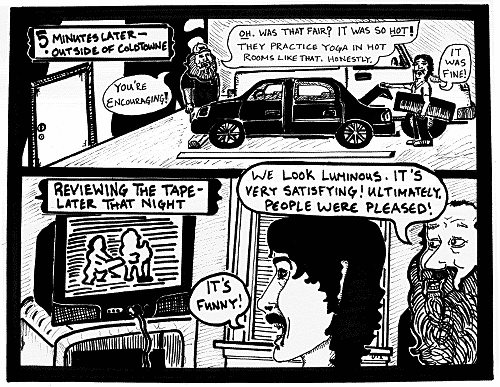 5 MINUTES LATER-
OUTSIDE OF COLDTOWNE
YOU'RE
ENCOURAGING!
OH. WAS THAT FAIR? IT WAS SO HOT!
THEY PRACTICE YOGA IN HOT
ROOMS LIKE THAT. HONESTLY.
IT
WAS
FINE!
REVIEWING THE TAPE-
LATER THAT NIGHT
IT'S
FUNNY!
WE LOOK LUMINOUS. IT'S
VERY SATISFYING! ULTIMATELY,
PEOPLE WERE PLEASED!